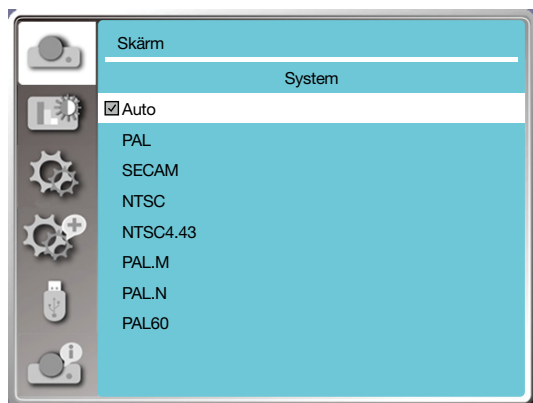 Skärm
System
Auto
PAL
SECAM
NTSC
NTSC4.43
PAL.M
PAL.N
PAL60